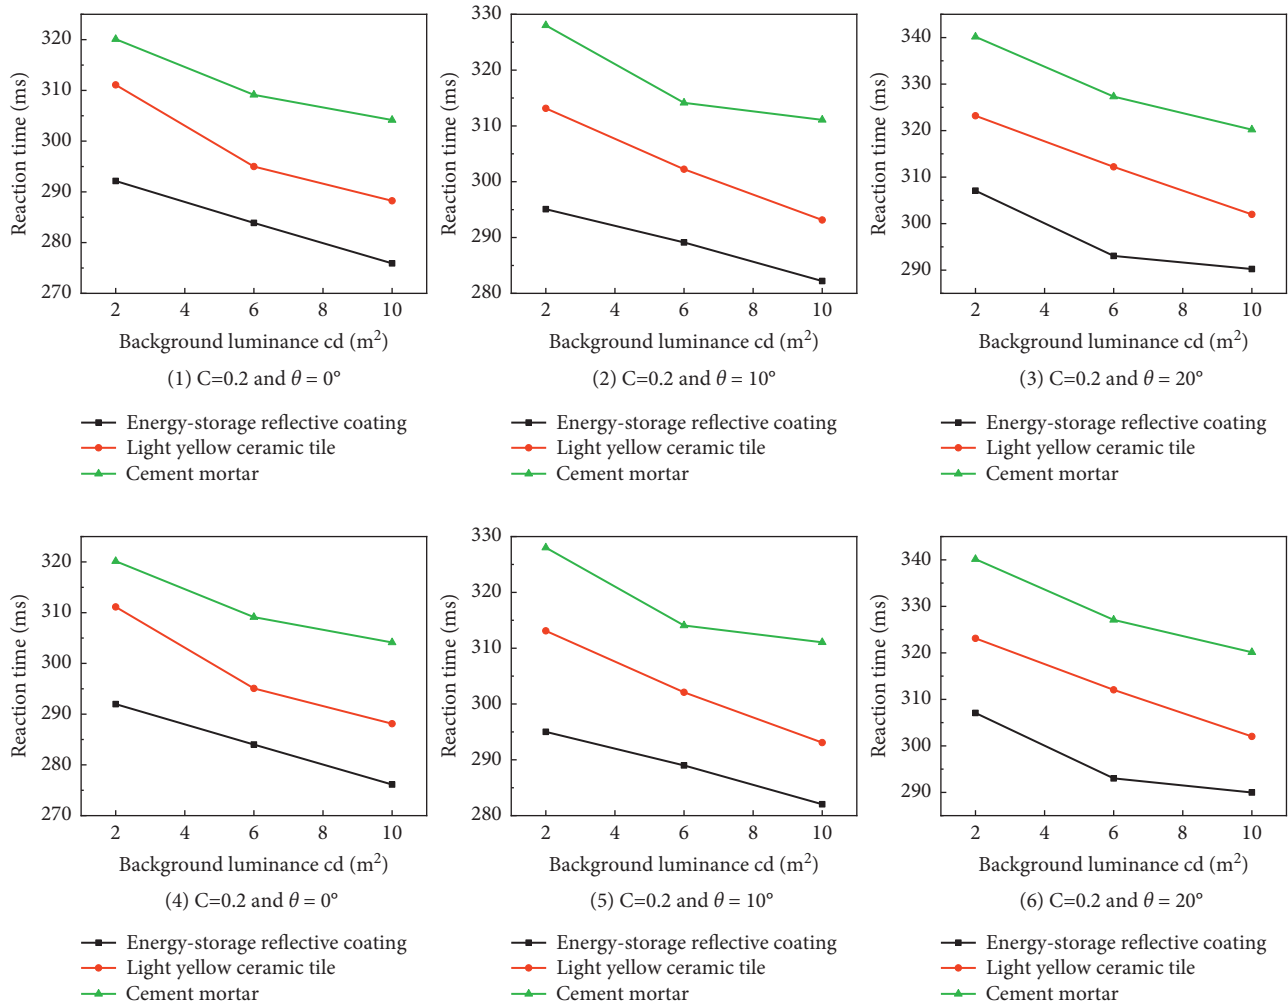 330
320
340
320
310
330
310
300
320
310
290
300
300
280
290
290
270
280
2 4 6 8 10
2 4 6 8 10
2 4 6 8 10
Reaction time (ms)
Reaction time (ms)
Reaction time (ms)
Background luminance cd (m²)
Background luminance cd (m²)
Background luminance cd (m²)
(1) C=0.2 and θ = 0°
(2) C=0.2 and θ = 10°
(3) C=0.2 and θ = 20°
Energy-storage reflective coating
Light yellow ceramic tile
Cement mortar
Energy-storage reflective coating
Light yellow ceramic tile
Cement mortar
Energy-storage reflective coating
Light yellow ceramic tile
Cement mortar
330
320
340
320
310
330
310
300
320
310
290
300
300
280
290
290
270
280
2 4 6 8 10
2 4 6 8 10
2 4 6 8 10
Reaction time (ms)
Reaction time (ms)
Reaction time (ms)
Background luminance cd (m²)
Background luminance cd (m²)
Background luminance cd (m²)
(4) C=0.2 and θ = 0°
(5) C=0.2 and θ = 10°
(6) C=0.2 and θ = 20°
Energy-storage reflective coating
Light yellow ceramic tile
Cement mortar
Energy-storage reflective coating
Light yellow ceramic tile
Cement mortar
Energy-storage reflective coating
Light yellow ceramic tile
Cement mortar